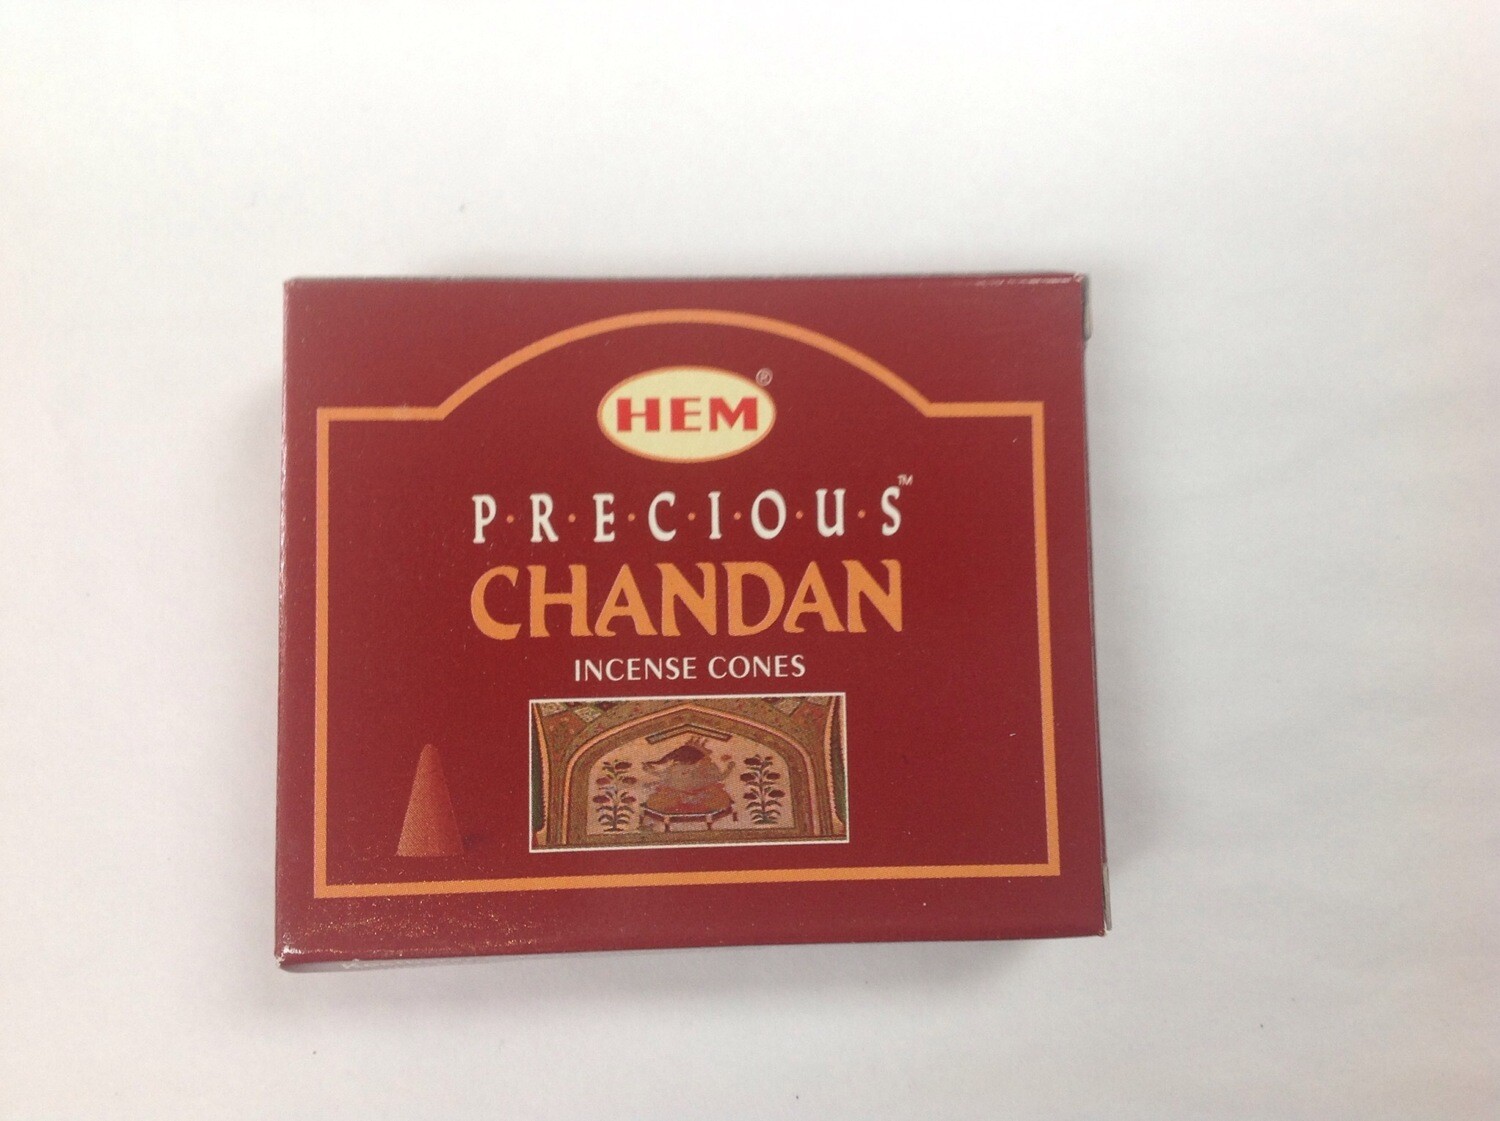 HEM®
P·R·E·C·I·O·U·S™
CHANDAN
INCENSE CONES